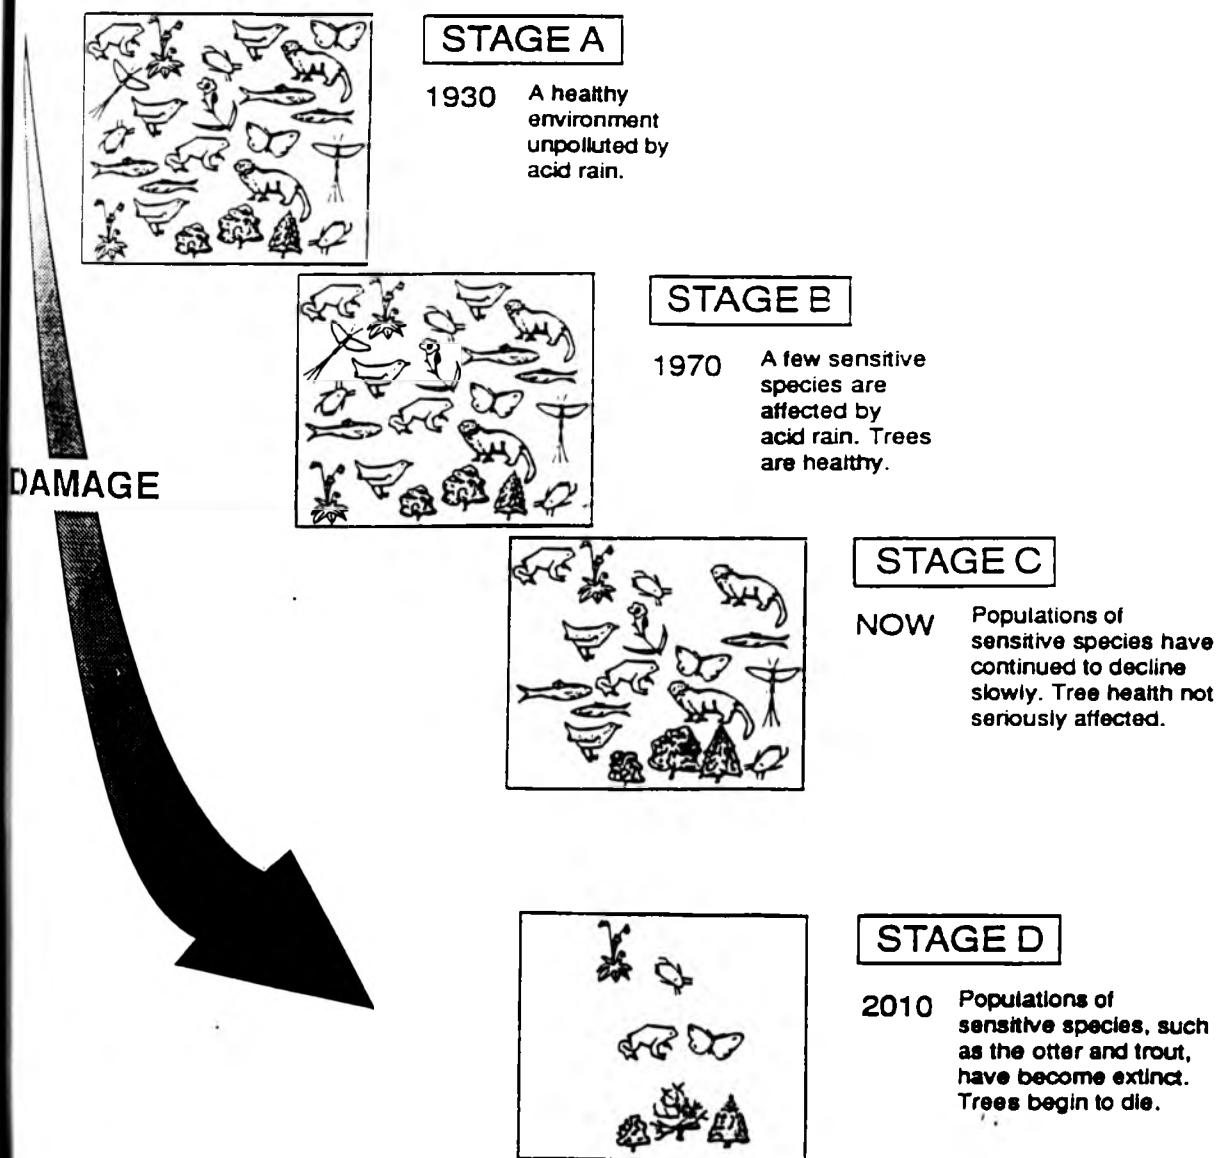 STAGE A
1930 A healthy
environment
unpolluted by
acid rain.
STAGE B
1970 A few sensitive
species are
affected by
acid rain. Trees
are healthy.
DAMAGE
STAGE C
NOW Populations of
sensitive species have
continued to decline
slowly. Tree health not
seriously affected.
STAGE D
2010 Populations of
sensitive species, such
as the otter and trout,
have become extinct.
Trees begin to die.